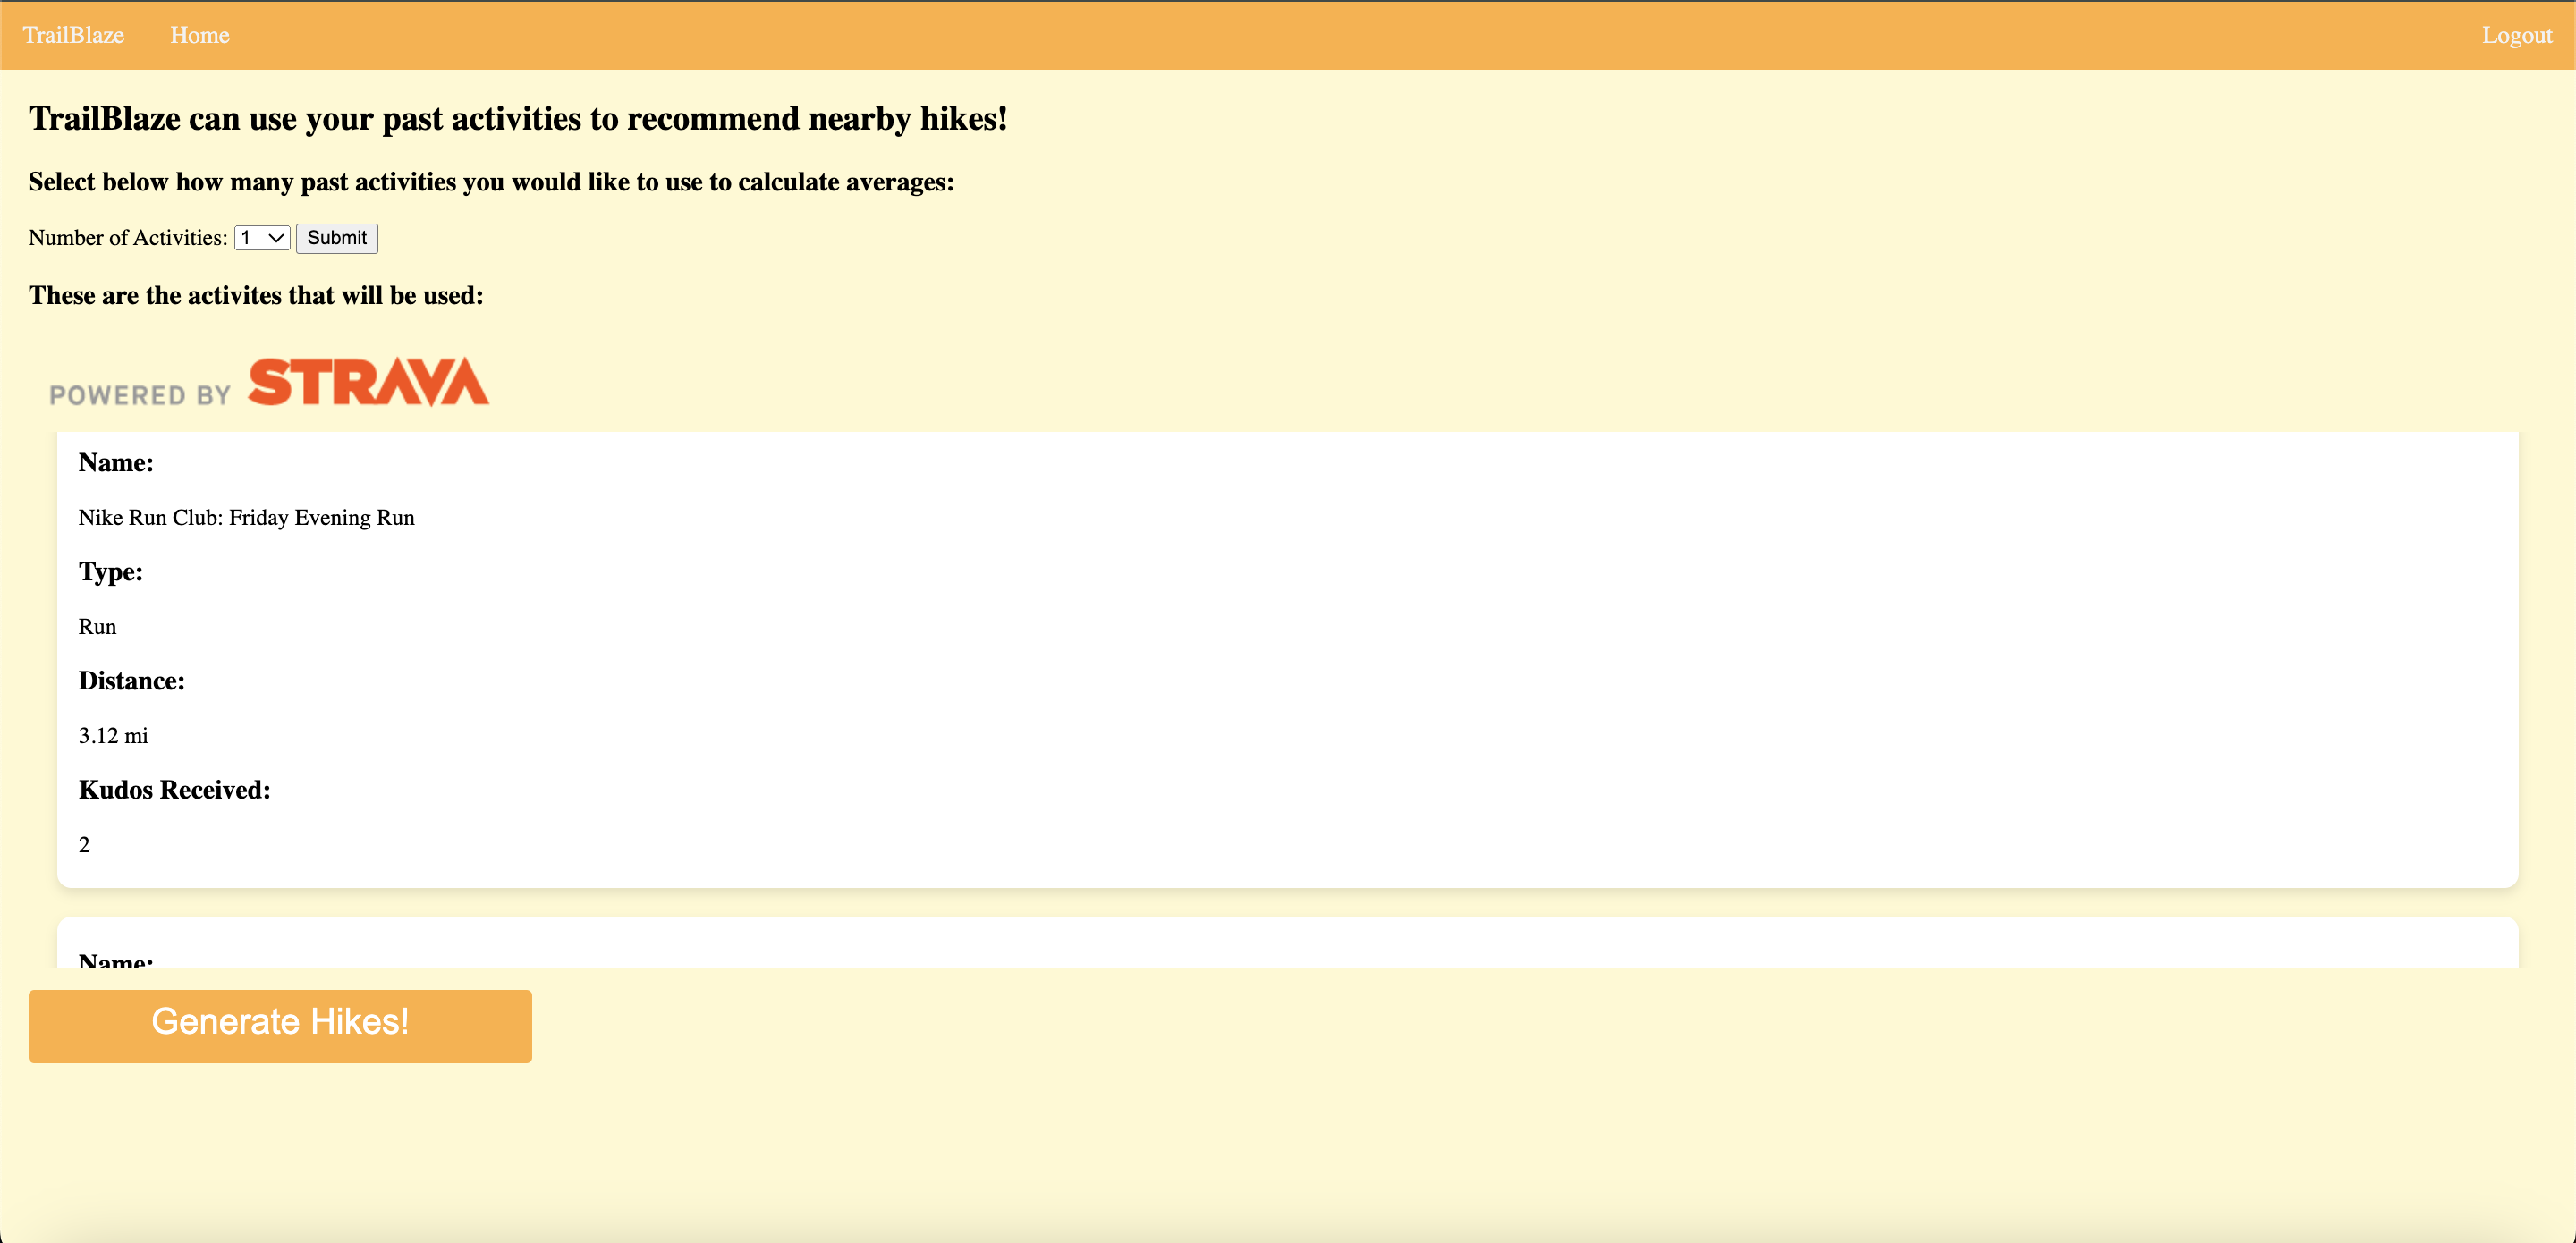 TrailBlaze Home Logout
TrailBlaze can use your past activities to recommend nearby hikes!
Select below how many past activities you would like to use to calculate averages:
Number of Activities: 1 Submit
These are the activites that will be used:
POWERED BY STRAVA
Name:
Nike Run Club: Friday Evening Run
Type:
Run
Distance:
3.12 mi
Kudos Received:
2
Name:
Generate Hikes!